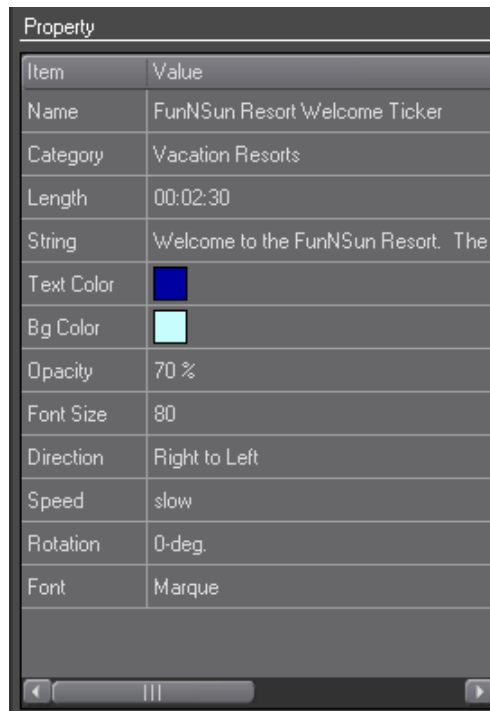 Property
Item Value
Name FunNSun Resort Welcome Ticker
Category Vacation Resorts
Length 00:02:30
String Welcome to the FunNSun Resort. The
Text Color
Bg Color
Opacity 70 %
Font Size 80
Direction Right to Left
Speed slow
Rotation 0-deg.
Font Marque